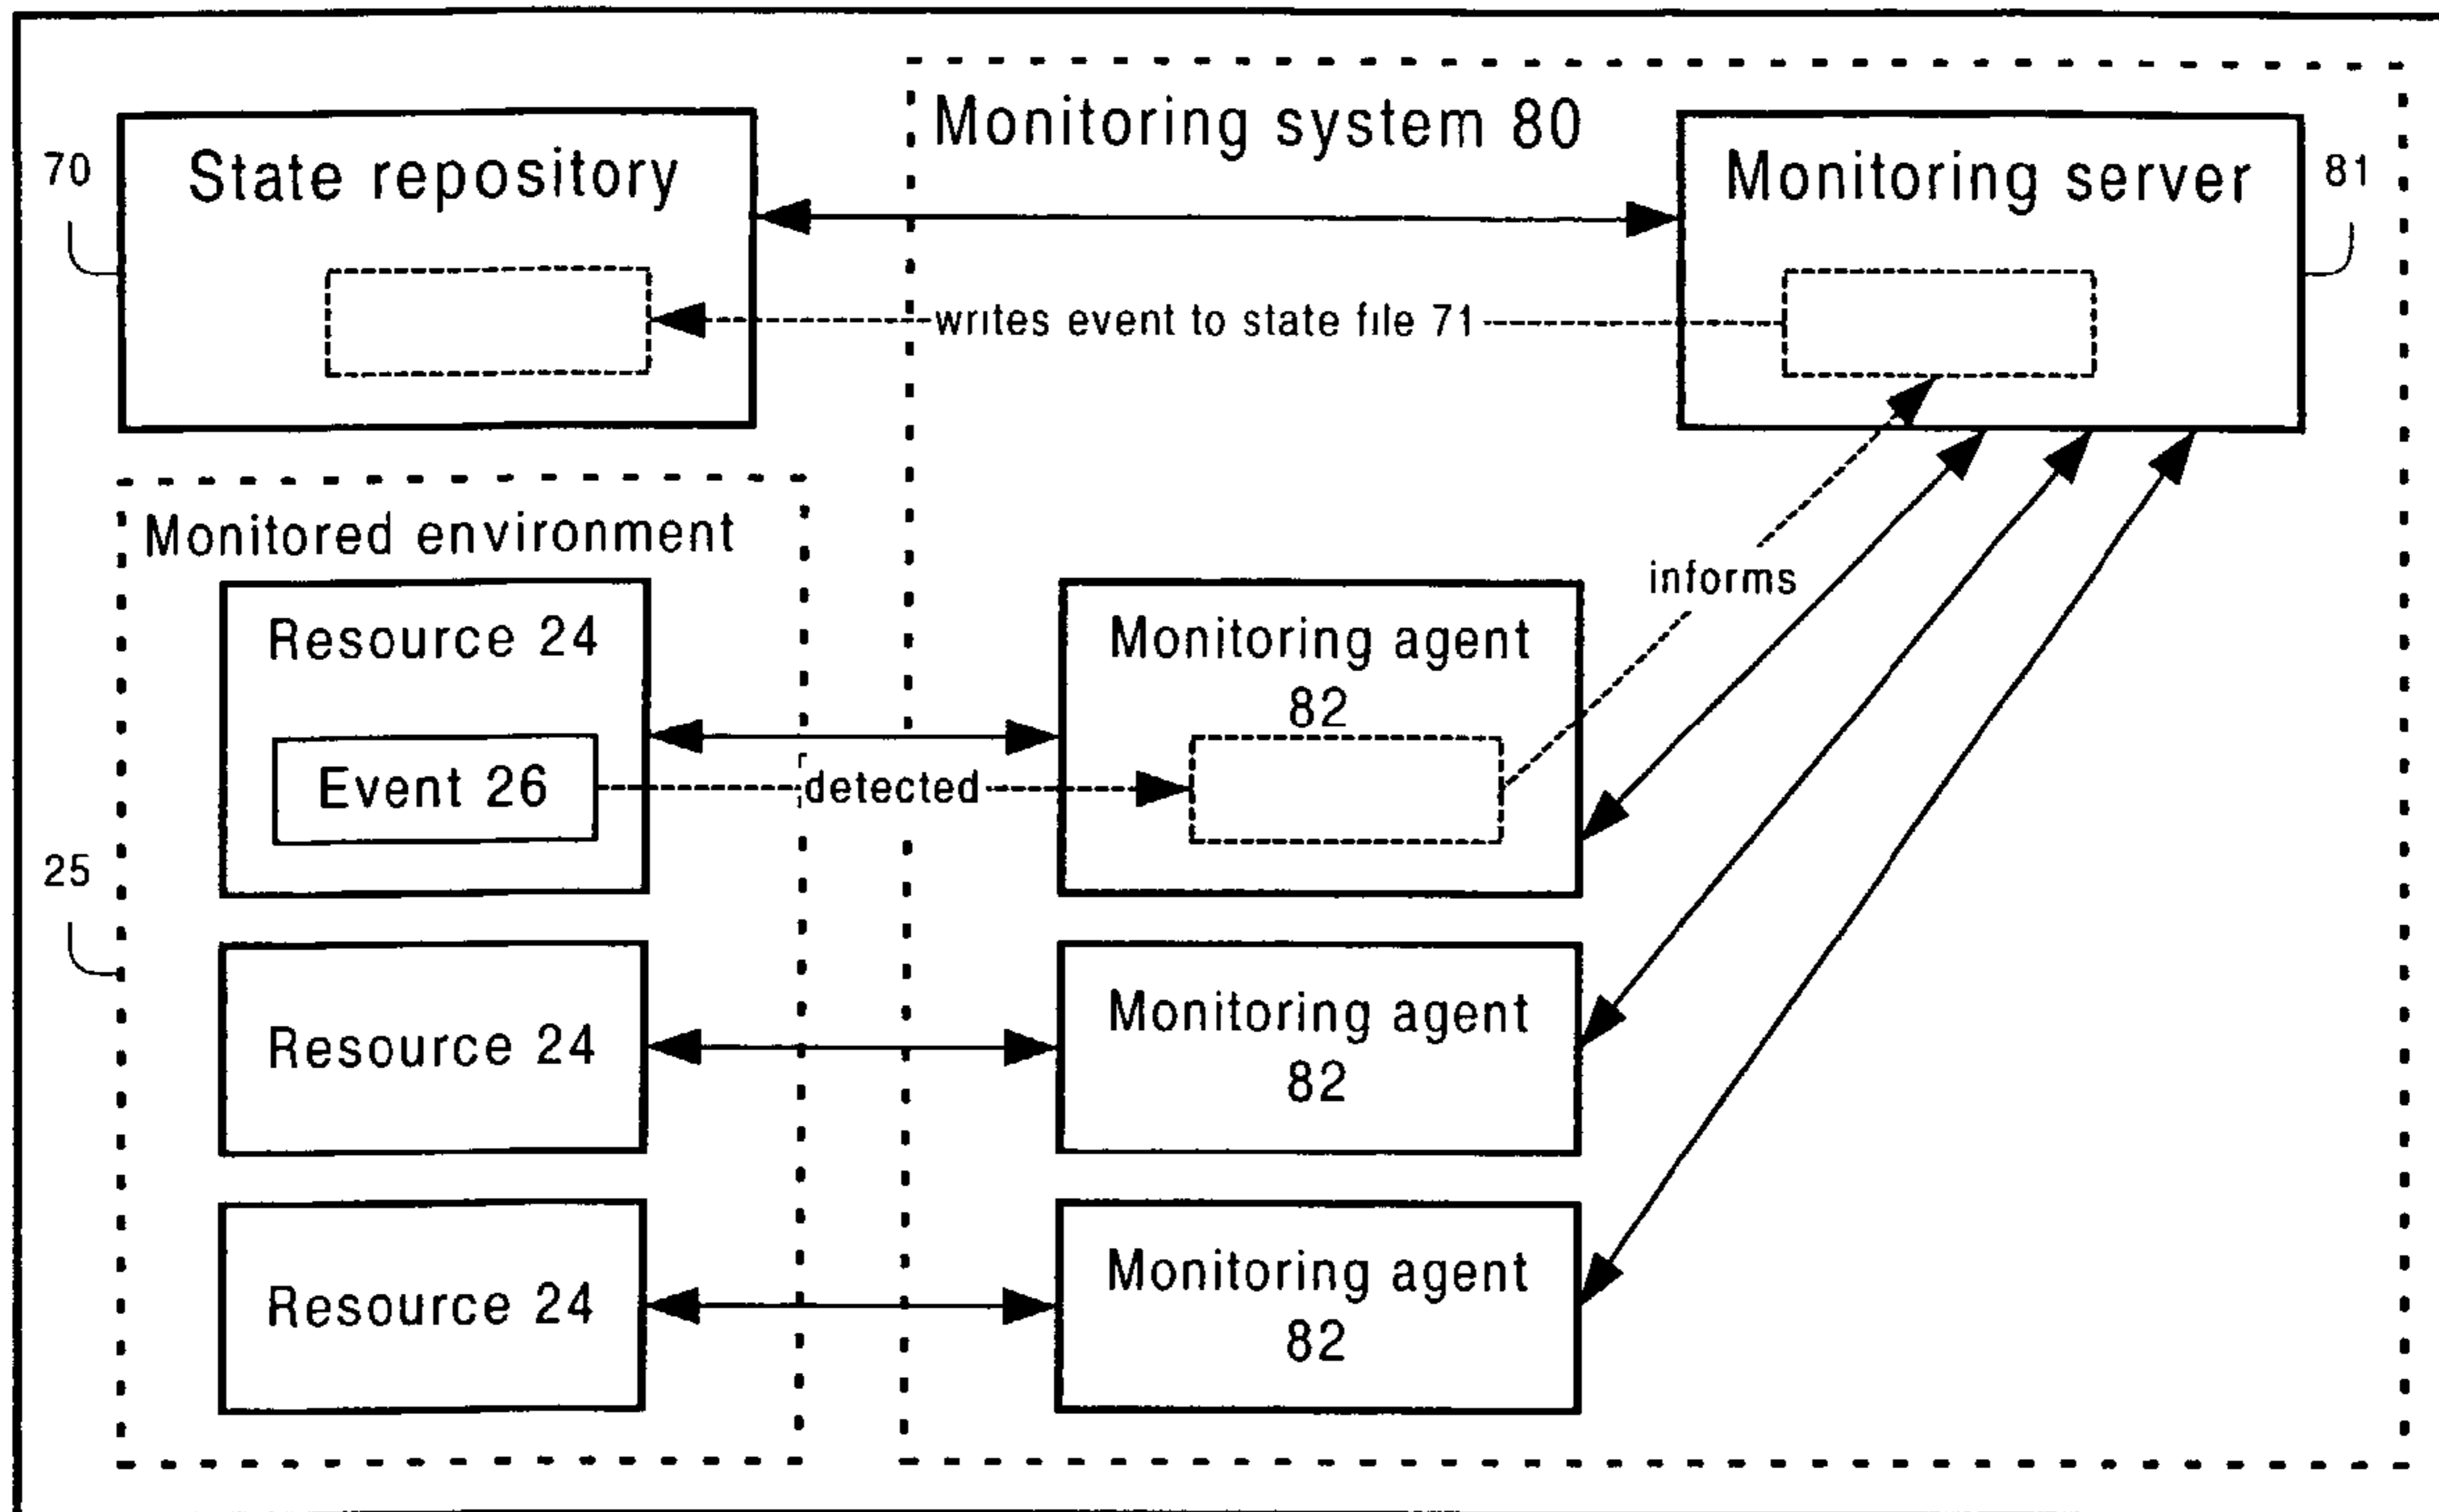 Monitoring system 80
70
State repository
Monitoring server
81
writes event to state file 71
Monitored environment
informs
Resource 24
Monitoring agent
82
Event 26
detected
25
Resource 24
Monitoring agent
82
Resource 24
Monitoring agent
82